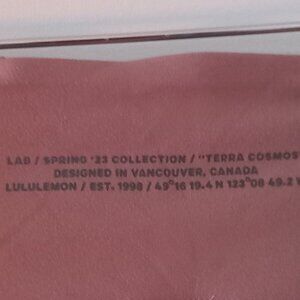 LAB / SPRING '23 COLLECTION / "TERRA COSMOS
DESIGNED IN VANCOUVER, CANADA
LULULEMON / EST. 1998 / 49°16 19.4 N 123°08 49.2 W